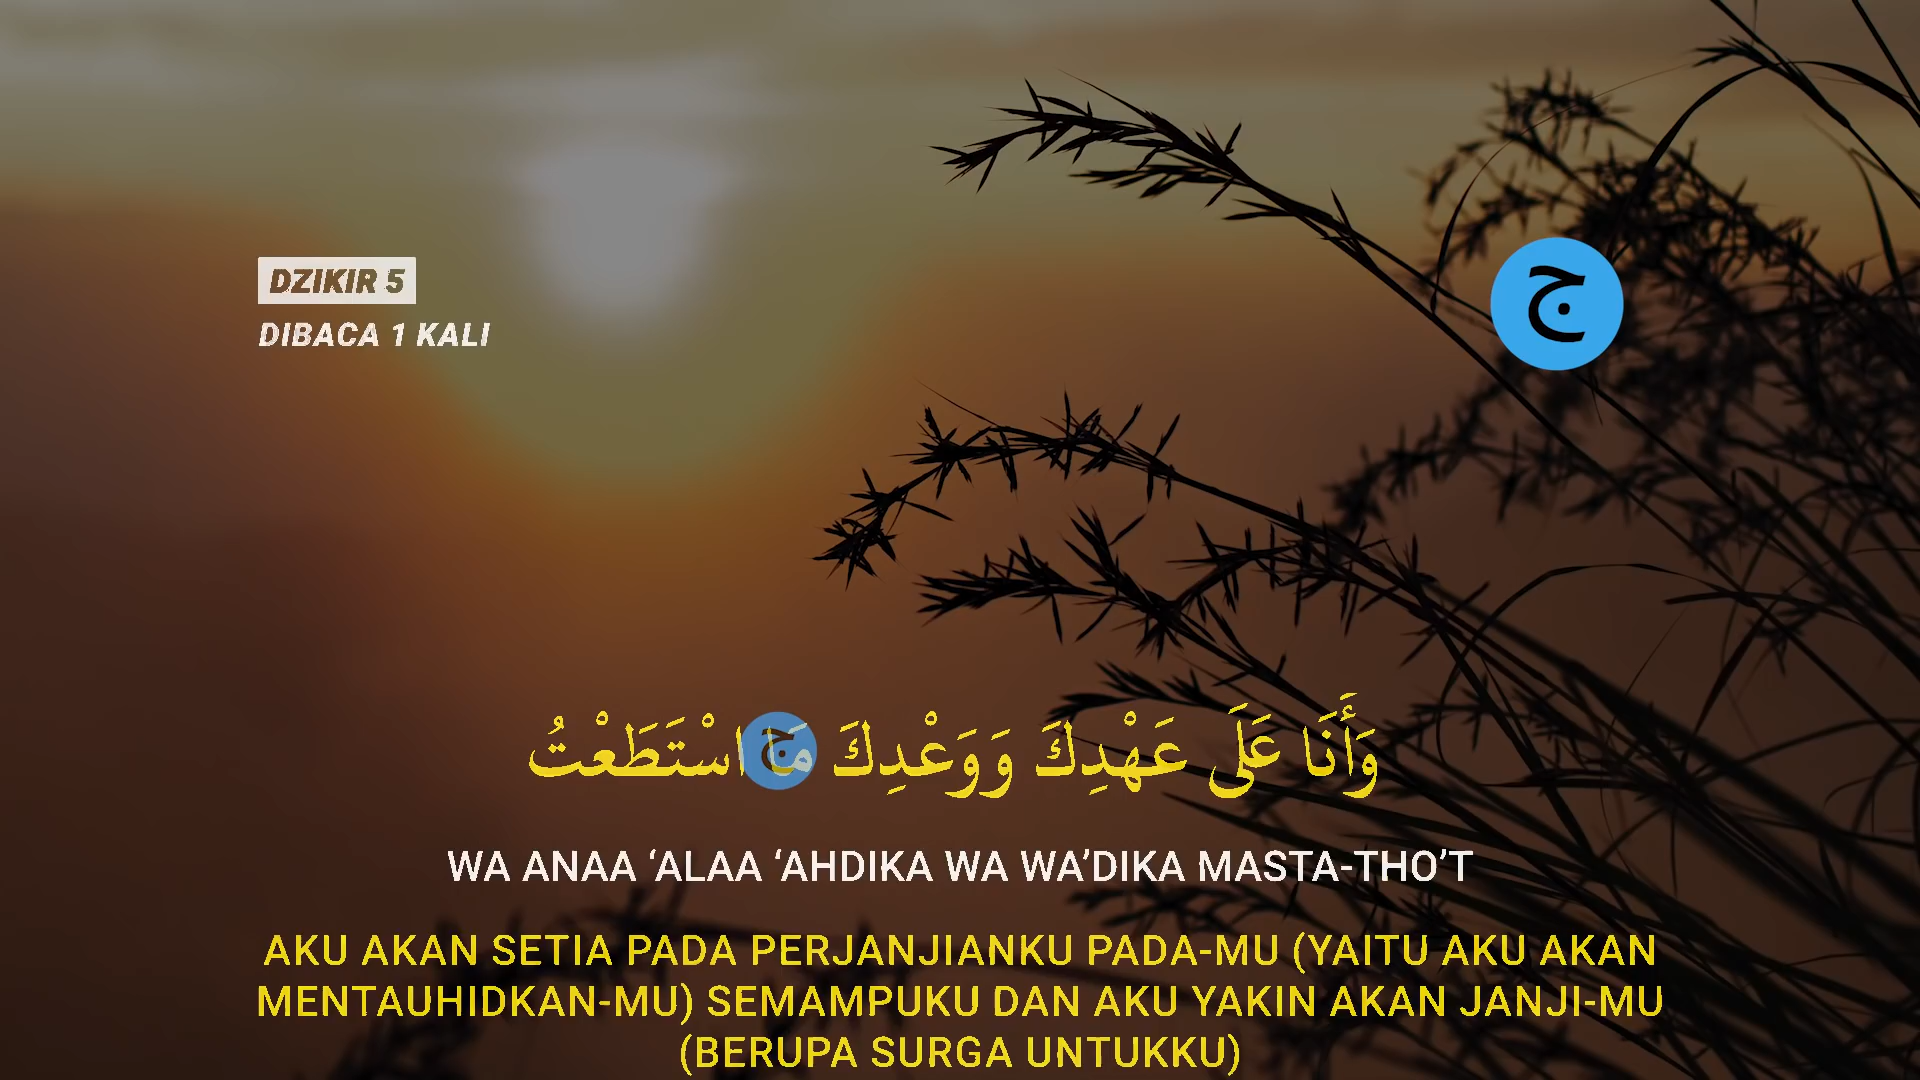 DZIKIR 5
DIBACA 1 KALI
ج
وَأَنَا عَلَى عَهْدِكَ وَوَعْدِكَ مَا اسْتَطَعْتُ
ج
WA ANAA ‘ALAA ‘AHDIKA WA WA’DIKA MASTA-THO’T
AKU AKAN SETIA PADA PERJANJIANKU PADA-MU (YAITU AKU AKAN
MENTAUHIDKAN-MU) SEMAMPUKU DAN AKU YAKIN AKAN JANJI-MU
(BERUPA SURGA UNTUKKU)